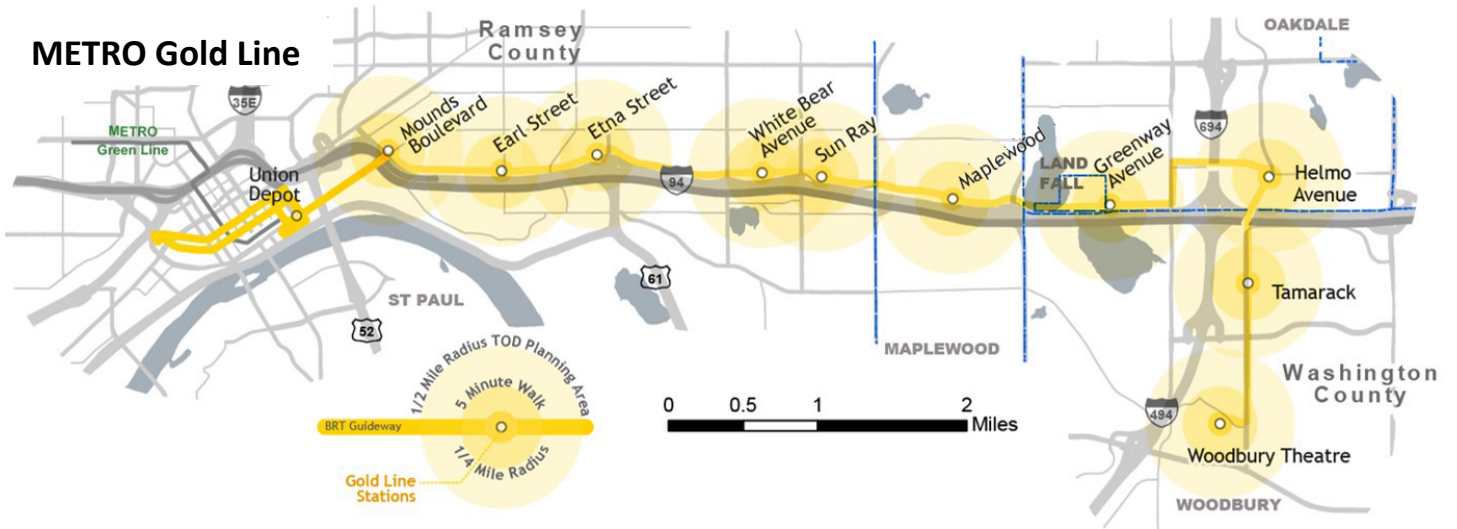 METRO Gold Line
Ramsey
County
OAKDALE
35E
METRO
Green Line
Mounds
Boulevard
Earl Street
Etna Street
White Bear
Avenue
Sun Ray
Maplewood
LAND
FALL
Greenway
Avenue
694
Helmo
Avenue
Union
Depot
94
61
52
ST PAUL
Tamarack
MAPLEWOOD
Washington
County
494
Woodbury Theatre
WOODBURY
1/2 Mile Radius TOD Planning Area
5 Minute Walk
BRT Guideway
1/4 Mile Radius
Gold Line
Stations
0 0.5 1 2
Miles